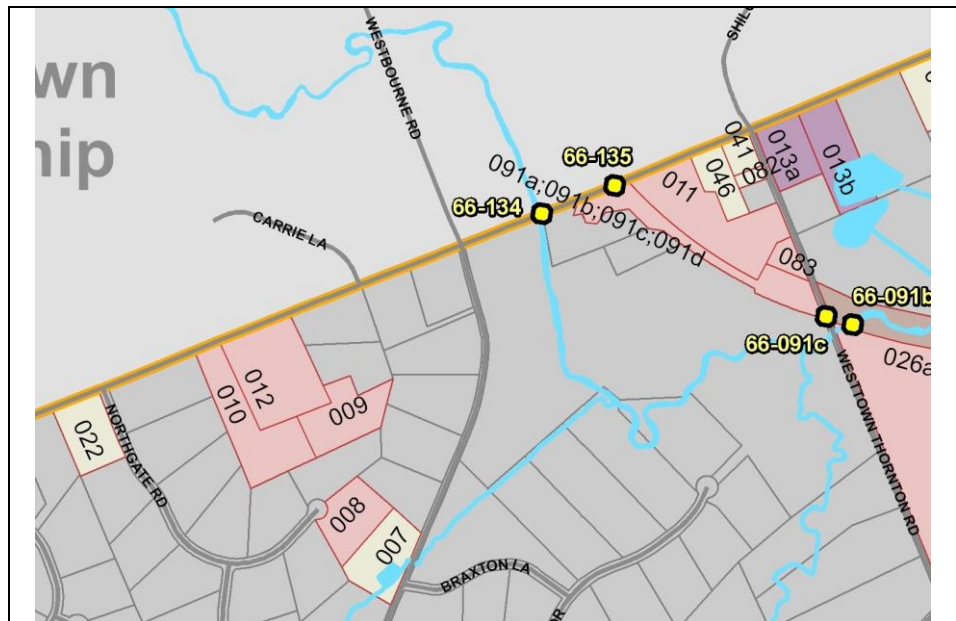 wn
hip
WESTBOURNE RD
SHILO
66-135
091a;091b;091c;091d
66-134
011
046
041
082
013a
013b
CARRIE LA
083
66-091b
66-091c
026a
010
012
009
022
NORTHGATE RD
008
007
WESTTOWN THORNTON RD
BRAXTON LA
OR